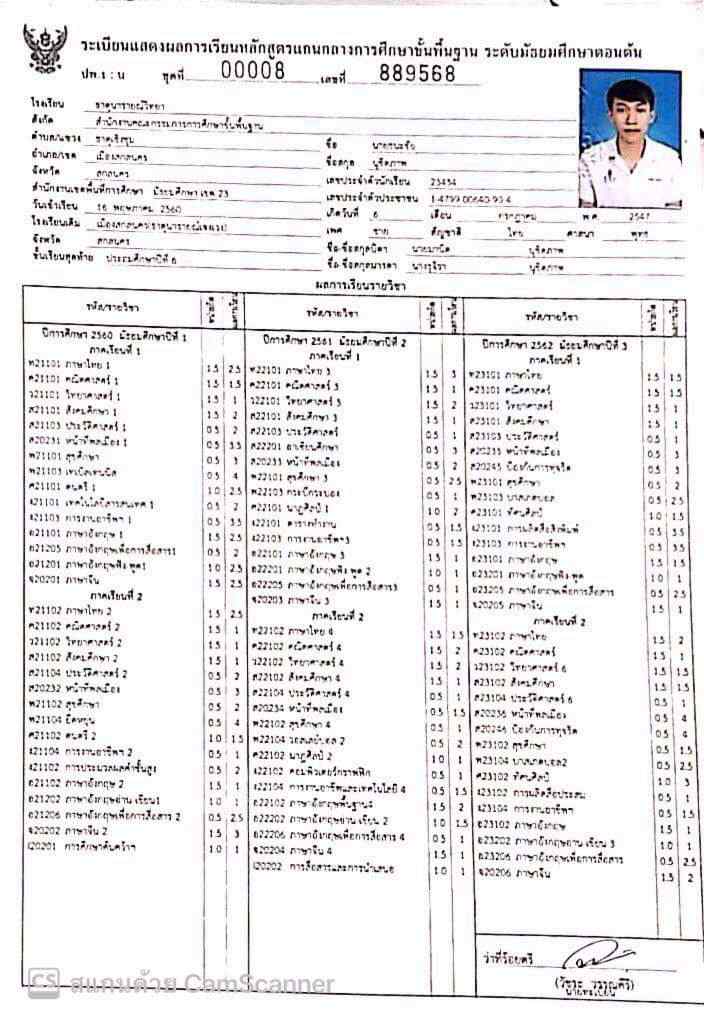 ระเบียนแสดงผลการเรียนหลักสูตรแกนกลางการศึกษาขั้นพื้นฐาน ระดับมัธยมศึกษาตอนต้น
ปพ.1 : บ ชุดที่ 00008 เลขที่ 889568
โรงเรียน ธาตุนารายณ์วิทยา
สังกัด สำนักงานคณะกรรมการการศึกษาขั้นพื้นฐาน
ตำบล/แขวง ธาตุเชิงชุม
อำเภอ/เขต เมืองสกลนคร
จังหวัด สกลนคร
สำนักงานเขตพื้นที่การศึกษา มัธยมศึกษา เขต 23
วันเข้าเรียน 16 พฤษภาคม 2560
โรงเรียนเดิม
จังหวัด สกลนคร
ชั้นเรียนสุดท้าย ประถมศึกษาปีที่ 6
ชื่อ
ชื่อสกุล นุชิตภาพ
เลขประจำตัวนักเรียน 23434
เลขประจำตัวประชาชน
เกิดวันที่ 6 เดือน กรกฎาคม พ.ศ. 2547
เพศ ชาย สัญชาติ ไทย ศาสนา พุทธ
ชื่อ-ชื่อสกุลบิดา นุชิตภาพ
ชื่อ-ชื่อสกุลมารดา นุชิตภาพ
ผลการเรียนรายวิชา
รหัส/รายวิชา หน่วยกิต ผลการเรียน
ปีการศึกษา 2560 มัธยมศึกษาปีที่ 1
ภาคเรียนที่ 1
ท21101 ภาษาไทย 1 1.5 2.5
ค21101 คณิตศาสตร์ 1 1.5 1.5
ว21101 วิทยาศาสตร์ 1 1.5 1
ส21101 สังคมศึกษา 1 1.5 2
ส21103 ประวัติศาสตร์ 1 0.5 2
ส20231 หน้าที่พลเมือง 1 0.5 3.5
พ21101 สุขศึกษา 1 0.5 3
พ21103 เทเบิลเทนนิส 0.5 4
ศ21101 ดนตรี 1 1.0 2.5
ง21101 เทคโนโลยีสารสนเทศ 1 0.5 2
ง21103 การงานอาชีพฯ 1 0.5 3.5
อ21101 ภาษาอังกฤษ 1 1.5 2.5
อ21205 ภาษาอังกฤษเพื่อการสื่อสาร1 0.5 2
อ21201 ภาษาอังกฤษฟัง พูด1 1.0 2.5
จ20201 ภาษาจีน 1.5 2.5
ภาคเรียนที่ 2
ท21102 ภาษาไทย 2 1.5 2.5
ค21102 คณิตศาสตร์ 2 1.5 1
ว21102 วิทยาศาสตร์ 2 1.5 1
ส21102 สังคมศึกษา 2 1.5 1
ส21104 ประวัติศาสตร์ 2 0.5 2
ส20232 หน้าที่พลเมือง 0.5 3
พ21102 สุขศึกษา 0.5 2
พ21104 ยืดหยุ่น 0.5 4
ศ21102 ดนตรี 2 1.0 1.5
ง21104 การงานอาชีพฯ 2 0.5 1
ง21102 การประมวลผลคำขั้นสูง 0.5 2
อ21102 ภาษาอังกฤษ 2 1.5 1
อ21202 ภาษาอังกฤษอ่าน เขียน1 1.0 1
อ21206 ภาษาอังกฤษเพื่อการสื่อสาร 2 0.5 2.5
จ20202 ภาษาจีน 2 1.5 3
I20201 การศึกษาค้นคว้าฯ 1.0 1
รหัส/รายวิชา หน่วยกิต ผลการเรียน
ปีการศึกษา 2561 มัธยมศึกษาปีที่ 2
ภาคเรียนที่ 1
ท22101 ภาษาไทย 3 1.5 3
ค22101 คณิตศาสตร์ 3 1.5 1
ว22101 วิทยาศาสตร์ 3 1.5 2
ส22101 สังคมศึกษา 3 1.5 1
ส22103 ประวัติศาสตร์ 0.5 1
ส22201 อาเซียนศึกษา 0.5 3
ส20233 หน้าที่พลเมือง 0.5 2
พ22101 สุขศึกษา 3 0.5 2.5
พ22103 กระบี่กระบอง 0.5 1
ศ22101 นาฏศิลป์ 1 1.0 2
ง22101 ตารางทำงาน 0.5 1.5
ง22103 การงานอาชีพฯ3 0.5 1.5
อ22101 ภาษาอังกฤษ 3 1.5 1
อ22201 ภาษาอังกฤษฟัง พูด 2 1.0 1
อ22205 ภาษาอังกฤษเพื่อการสื่อสาร3 0.5 1
จ20203 ภาษาจีน 3 1.5 1
ภาคเรียนที่ 2
ท22102 ภาษาไทย 4 1.5 1.5
ค22102 คณิตศาสตร์ 4 1.5 2
ว22102 วิทยาศาสตร์ 4 1.5 2
ส22102 สังคมศึกษา 4 1.5 1
ส22104 ประวัติศาสตร์ 4 0.5 1
ส20234 หน้าที่พลเมือง 0.5 1.5
พ22102 สุขศึกษา 4 0.5 1
พ22104 วอลเลย์บอล 2 0.5 2
ศ22102 นาฏศิลป์ 2 1.0 1
ง22102 คอมพิวเตอร์กราฟฟิก
ง22104 การงานอาชีพและเทคโนโลยี 4 0.5 1.5
อ22102 ภาษาอังกฤษพื้นฐาน4 1.5 2
อ22202 ภาษาอังกฤษอ่าน เขียน 2 1.0 1.5
อ22206 ภาษาอังกฤษเพื่อการสื่อสาร 4 0.5 1
จ20204 ภาษาจีน 4 1.5 1
I20202 การสื่อสารและการนำเสนอ 1.0 1
รหัส/รายวิชา หน่วยกิต ผลการเรียน
ปีการศึกษา 2562 มัธยมศึกษาปีที่ 3
ภาคเรียนที่ 1
ท23101 ภาษาไทย 1.5 1.5
ค23101 คณิตศาสตร์ 1.5 1
ว23101 วิทยาศาสตร์ 1.5 1
ส23101 สังคมศึกษา 1.5 1
ส23103 ประวัติศาสตร์ 0.5 1
ส20235 หน้าที่พลเมือง 0.5 3
ส20245 ป้องกันการทุจริต 0.5 3
พ23101 สุขศึกษา 0.5 2
พ23103 บาสเกตบอล 0.5 2.5
ศ23101 ทัศนศิลป์ 1.0 1.5
ง23101 การผลิตสื่อสิ่งพิมพ์ 0.5 3.5
ง23103 การงานอาชีพฯ 0.5 3.5
อ23101 ภาษาอังกฤษ 1.5 1.5
อ23201 ภาษาอังกฤษฟังพูด 1.0 1
อ23205 ภาษาอังกฤษเพื่อการสื่อสาร 0.5 2.5
จ20205 ภาษาจีน 1.5 1
ภาคเรียนที่ 2
ท23102 ภาษาไทย 1.5 2
ค23102 คณิตศาสตร์ 1.5 1
ว23102 วิทยาศาสตร์ 6 1.5 1.5
ส23102 สังคมศึกษา 1.5 1.5
ส23104 ประวัติศาสตร์ 6 0.5 1
ส20236 หน้าที่พลเมือง 0.5 4
ส20246 ป้องกันการทุจริต 0.5 4
พ23102 สุขศึกษา 0.5 1.5
พ23104 บาสเกตบอล2 0.5 2.5
ศ23102 ทัศนศิลป์ 1.0 3
ง23102 การผลิตสื่อประสม 0.5 1
ง23104 การงานอาชีพฯ 0.5 1.5
อ23102 ภาษาอังกฤษ 1.5 1
อ23202 ภาษาอังกฤษอ่าน เขียน 3 1.0 1
อ23206 ภาษาอังกฤษเพื่อการสื่อสาร 0.5 2.5
จ20206 ภาษาจีน 1.5 2
ว่าที่ร้อยตรี
(วัชระ วรรณศิริ)
นายทะเบียน
CS สแกนด้วย CamScanner